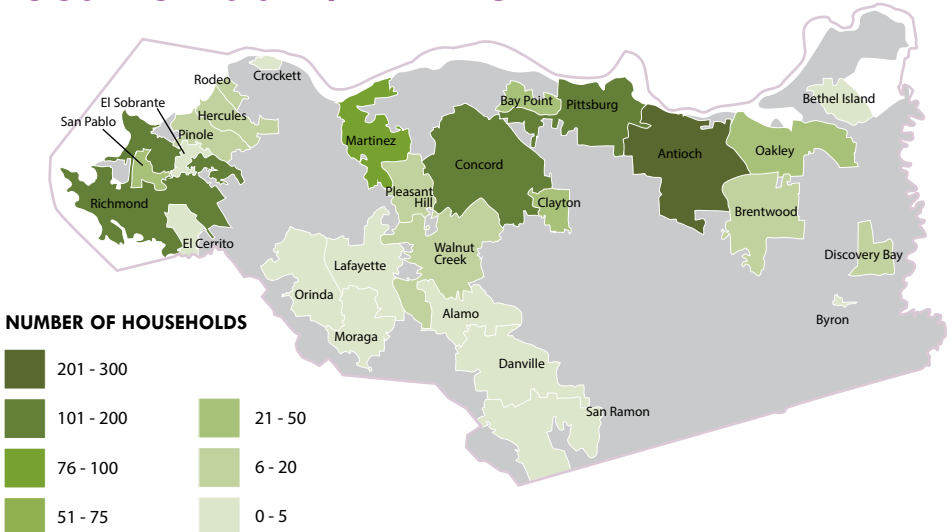 Rodeo
Crockett
El Sobrante
San Pablo
Hercules
Pinole
Richmond
El Cerrito
Martinez
Pleasant
Hill
Concord
Bay Point
Pittsburg
Clayton
Antioch
Oakley
Bethel Island
Brentwood
Discovery Bay
Byron
Walnut
Creek
Lafayette
Orinda
Moraga
Alamo
Danville
San Ramon
NUMBER OF HOUSEHOLDS
201 - 300
101 - 200
76 - 100
51 - 75
21 - 50
6 - 20
0 - 5